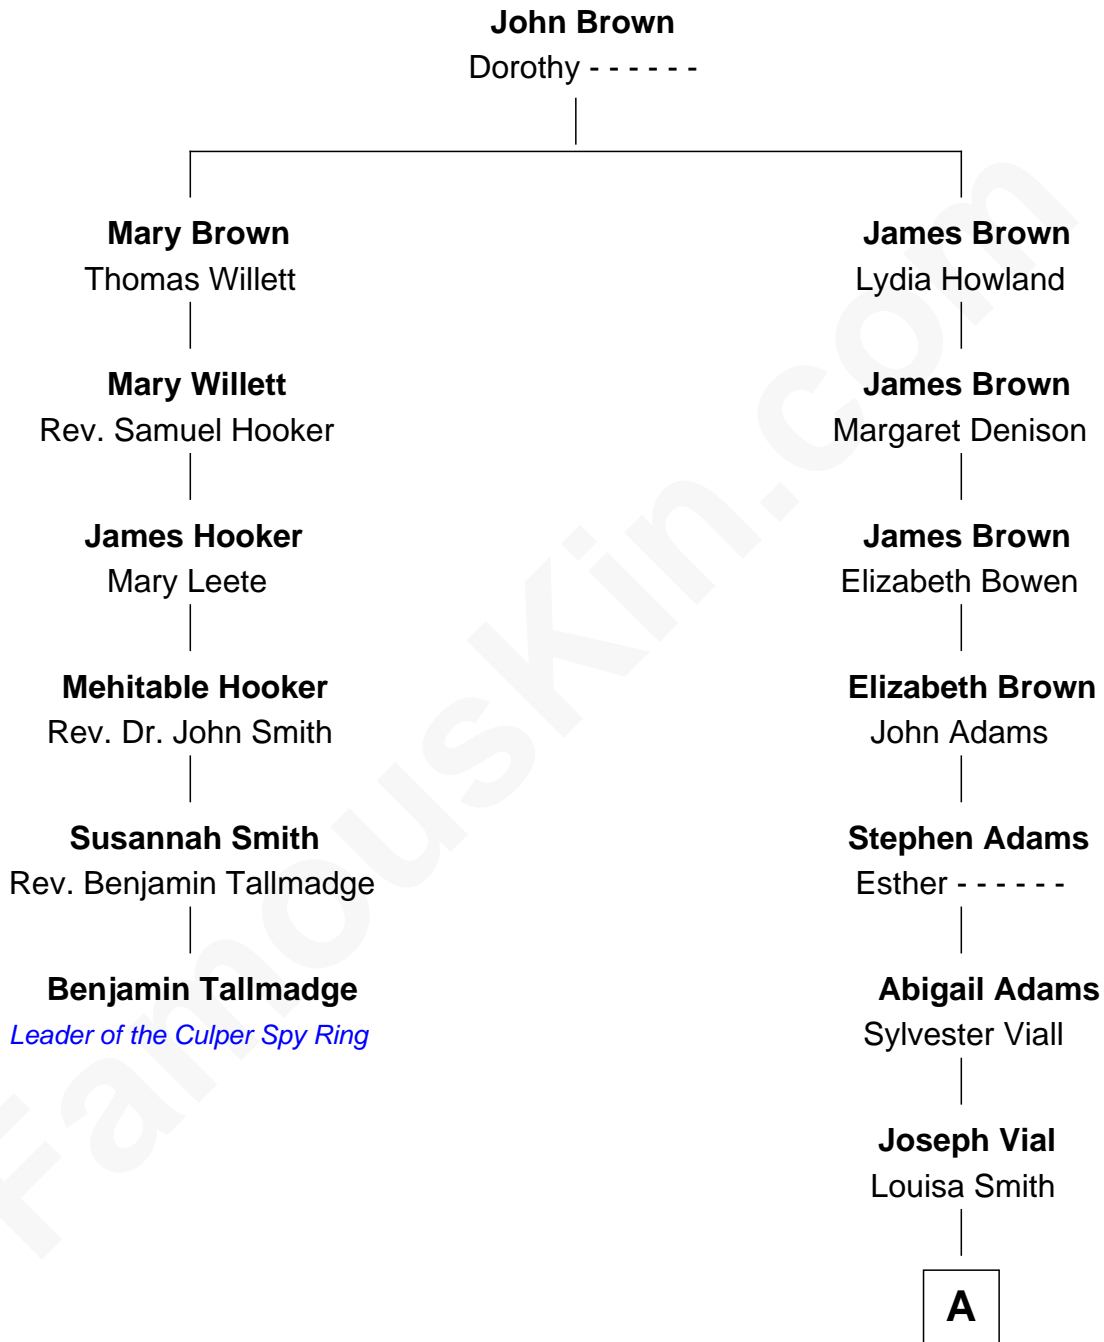 John Brown
Dorothy - - - - - -
Mary Brown
Thomas Willett
Mary Willett
Rev. Samuel Hooker
James Hooker
Mary Leete
Mehitable Hooker
Rev. Dr. John Smith
Susannah Smith
Rev. Benjamin Tallmadge
Benjamin Tallmadge
Leader of the Culper Spy Ring
James Brown
Lydia Howland
James Brown
Margaret Denison
James Brown
Elizabeth Bowen
Elizabeth Brown
John Adams
Stephen Adams
Esther - - - - - -
Abigail Adams
Sylvester Viall
Joseph Vial
Louisa Smith
A
FamousKin.com